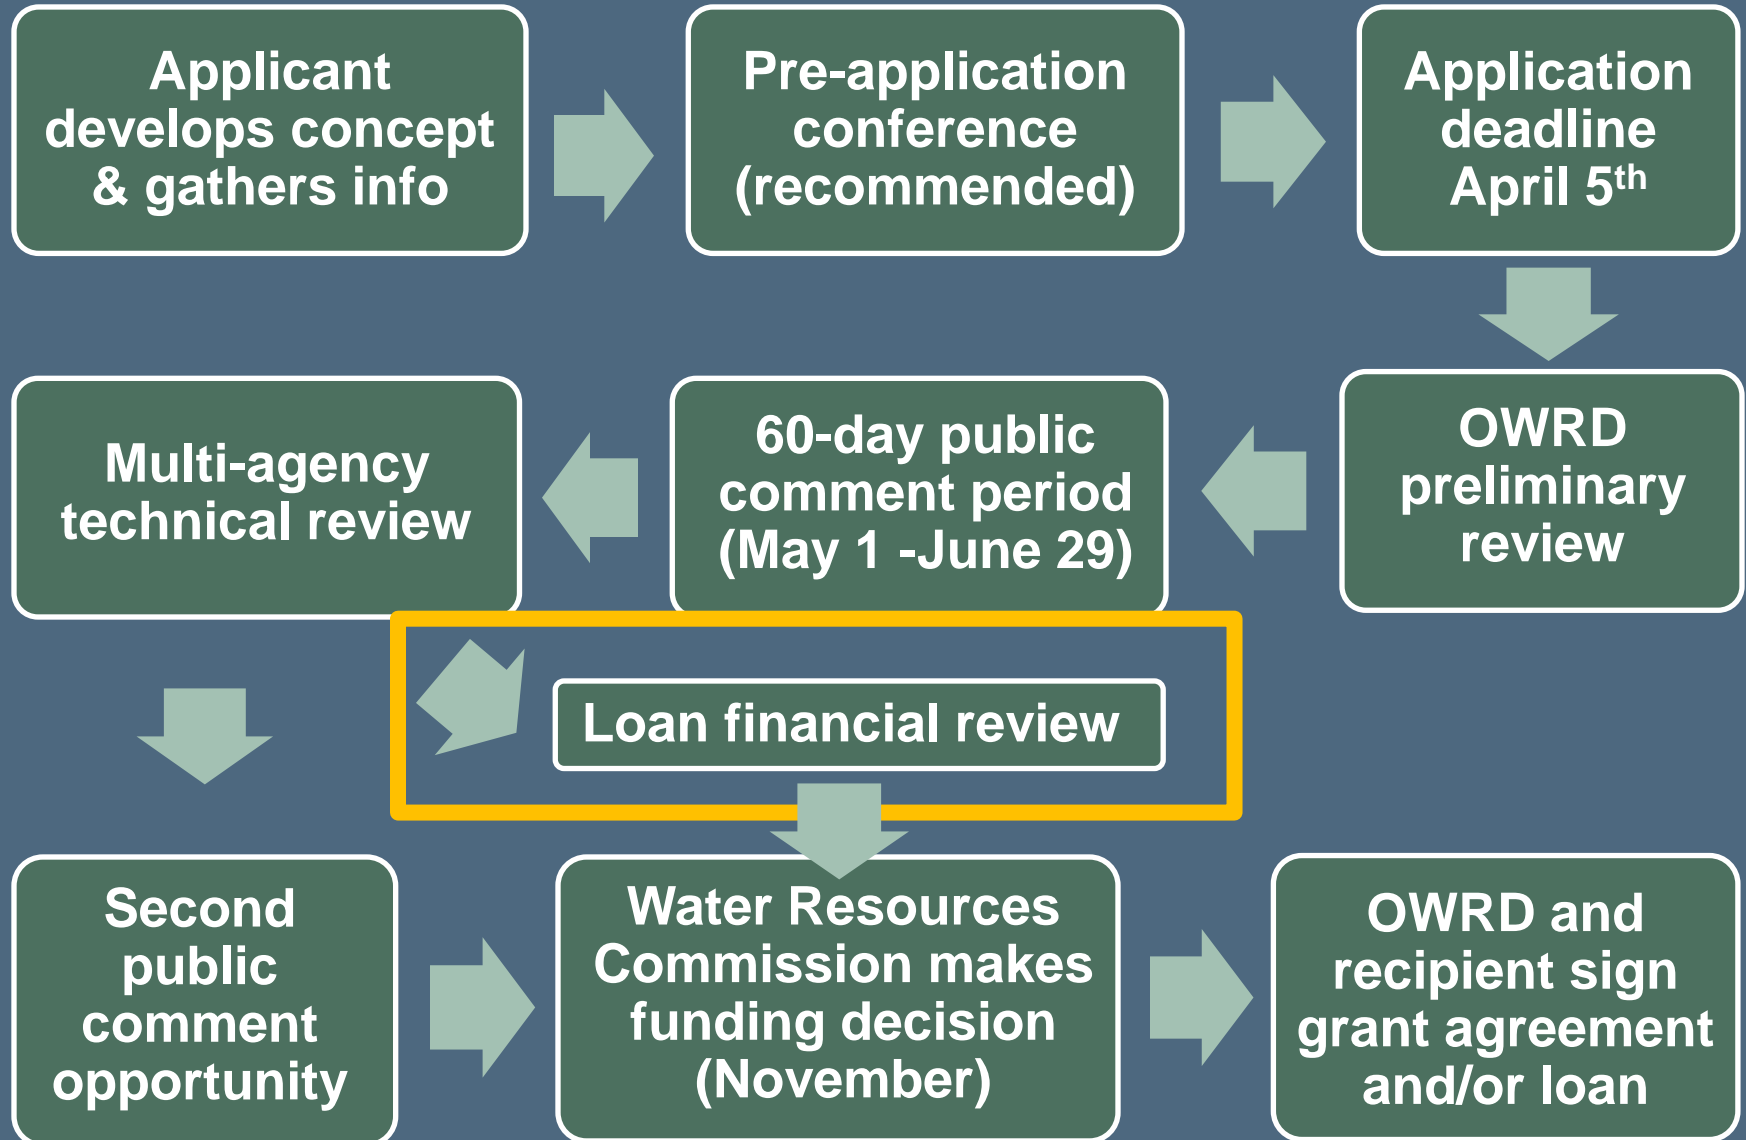 Applicant
develops concept
& gathers info
Pre-application
conference
(recommended)
Application
deadline
April 5th
OWRD
preliminary
review
60-day public
comment period
(May 1 -June 29)
Multi-agency
technical review
Loan financial review
Second
public
comment
opportunity
Water Resources
Commission makes
funding decision
(November)
OWRD and
recipient sign
grant agreement
and/or loan